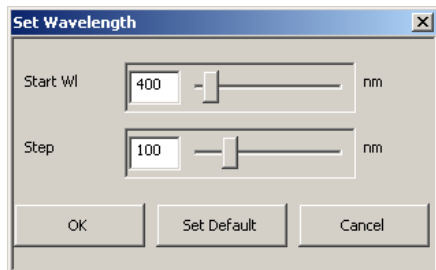 Set Wavelength
Start Wl 400 nm
Step 100 nm
OK Set Default Cancel